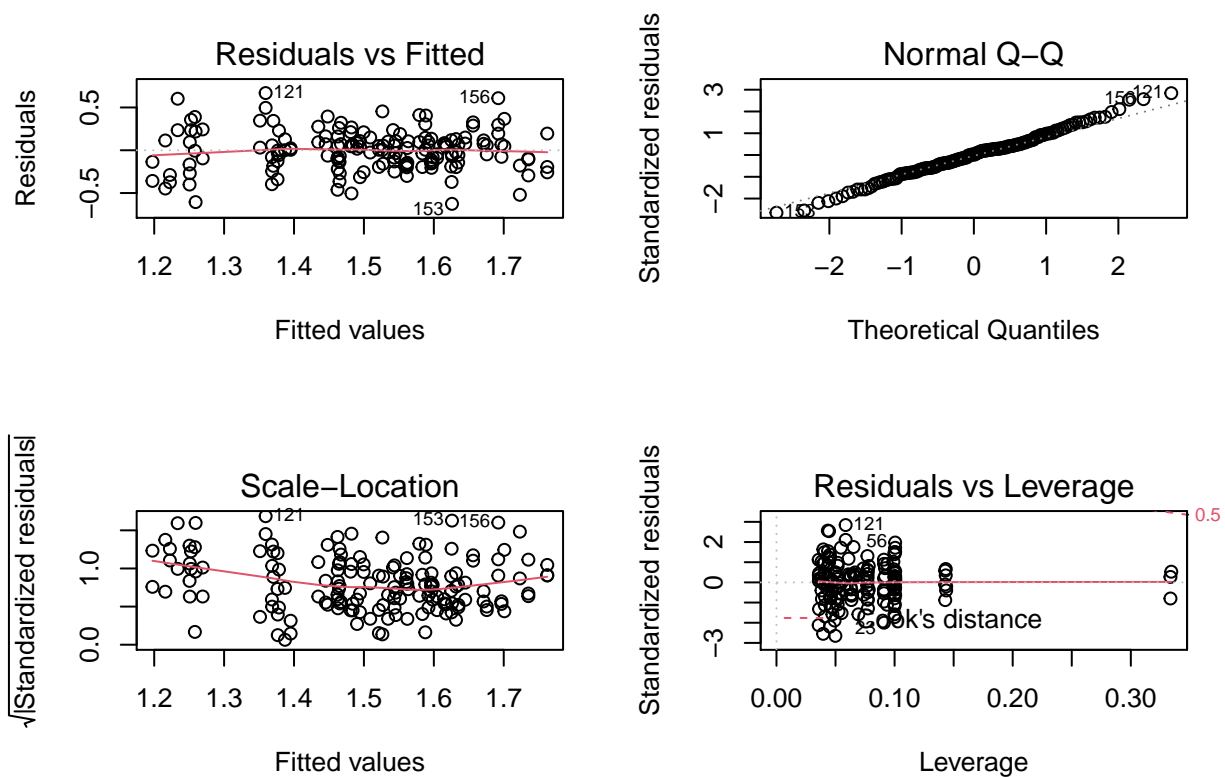 Residuals vs Fitted
Residuals
0.5
−0.5
121
156
153
1.2 1.3 1.4 1.5 1.6 1.7
Fitted values
Normal Q−Q
Standardized residuals
3
1
−2
121
−2 −1 0 1 2
Theoretical Quantiles
Scale−Location
√|Standardized residuals|
1.0
0.0
121
153 156
1.2 1.3 1.4 1.5 1.6 1.7
Fitted values
Residuals vs Leverage
Standardized residuals
2
0
−3
0.5
121
56
23
distance
0.00 0.10 0.20 0.30
Leverage